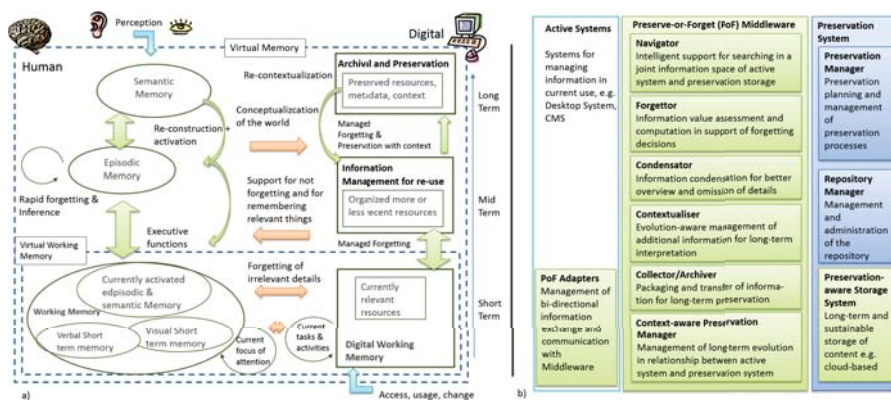 Perception
Digital
Virtual Memory
Human
Semantic
Memory
Re-construction +
activation
Episodic
Memory
Rapid forgetting &
Inference
Executive
functions
Re-contextualization
Conceptualizcation
of the world
Support for not
forgetting and for
remembering
relevant things
Archivil and Preservation
Preserved resources,
metadata, context
Managed
Forgetting &
Preservation with context
Information
Management for re-use
Organized more or
less recent resources
Managed Forgetting
Long
Term
Mid
Term
Short
Term
Virtual Working
Memory
Currently activated
edpisodic &
semantic Memory
Working Memory
Verbal Short
term memory
Visual Short
term memory
Forgetting of
irrelevant details
Current
focus of
attention
Current
tasks &
activities
Currently
relevant
resources
Digital Working
Memory
Access, usage, change
a)
Active Systems
Systems for
managing
information in
current use, e.g.
Desktop System,
CMS
PoF Adapters
Management of
bi-directional
information
exchange and
communication
with
Middleware
Preserve-or-Forget (PoF) Middleware
Navigator
Intelligent support for searching in a
joint information space of active
system and preservation storage
Forgettor
Information value assessment and
computation in support of forgetting
decisions
Condensator
Information condensation for better
overview and omission of details
Contextualiser
Evolution-aware management of
additional information for long-term
interpretation
Collector/Archiver
Packaging and transfer of informa-
tion for long-term preservation
Context-aware Preservation
Manager
Management of long-term evolution
in relationship between active
system and preservation system
Preservation
System
Preservation
Manager
Preservation
planning and
management of
preservation
processes
Repository
Manager
Management
and
administration
of the
repository
Preservation-
aware Storage
System
Long-term and
sustainable
storage of
content e.g.
cloud-based
b)